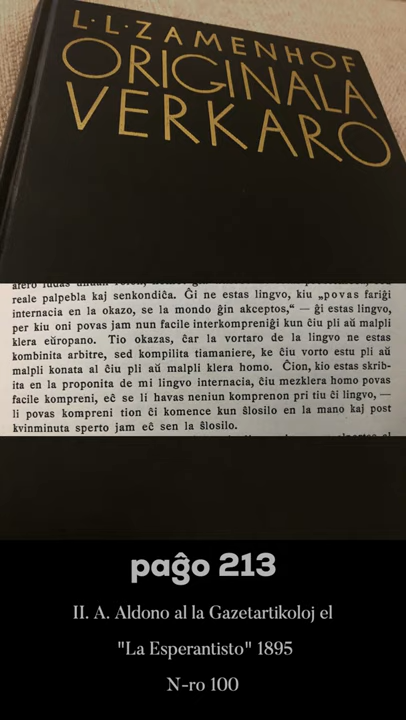 L·L·ZAMENHOF
ORIGINALA
VERKARO
reale palpebla kaj senkondiĉa. Ĝi ne estas lingvo, kiu „povas fariĝi
internacia en la okazo, se la mondo ĝin akceptos,“ — ĝi estas lingvo,
per kiu oni povas jam nun facile interkompreniĝi kun ĉiu pli aŭ malpli
klera eŭropano. Tio okazas, ĉar la vortaro de la lingvo ne estas
kombinita arbitre, sed kompilita tiamaniere, ke ĉiu vorto estu pli aŭ
malpli konata al ĉiu pli aŭ malpli klera homo. Ĉion, kio estas skrib-
ita en la proponita de mi lingvo internacia, ĉiu mezklera homo povas
facile kompreni, eĉ se li havas neniun komprenon pri tiu ĉi lingvo, —
li povas kompreni tion ĉi komence kun ŝlosilo en la mano kaj post
kvinminuta sperto jam eĉ sen la ŝlosilo.
paĝo 213
II. A. Aldono al la Gazetartikoloj el
"La Esperantisto" 1895
N-ro 100